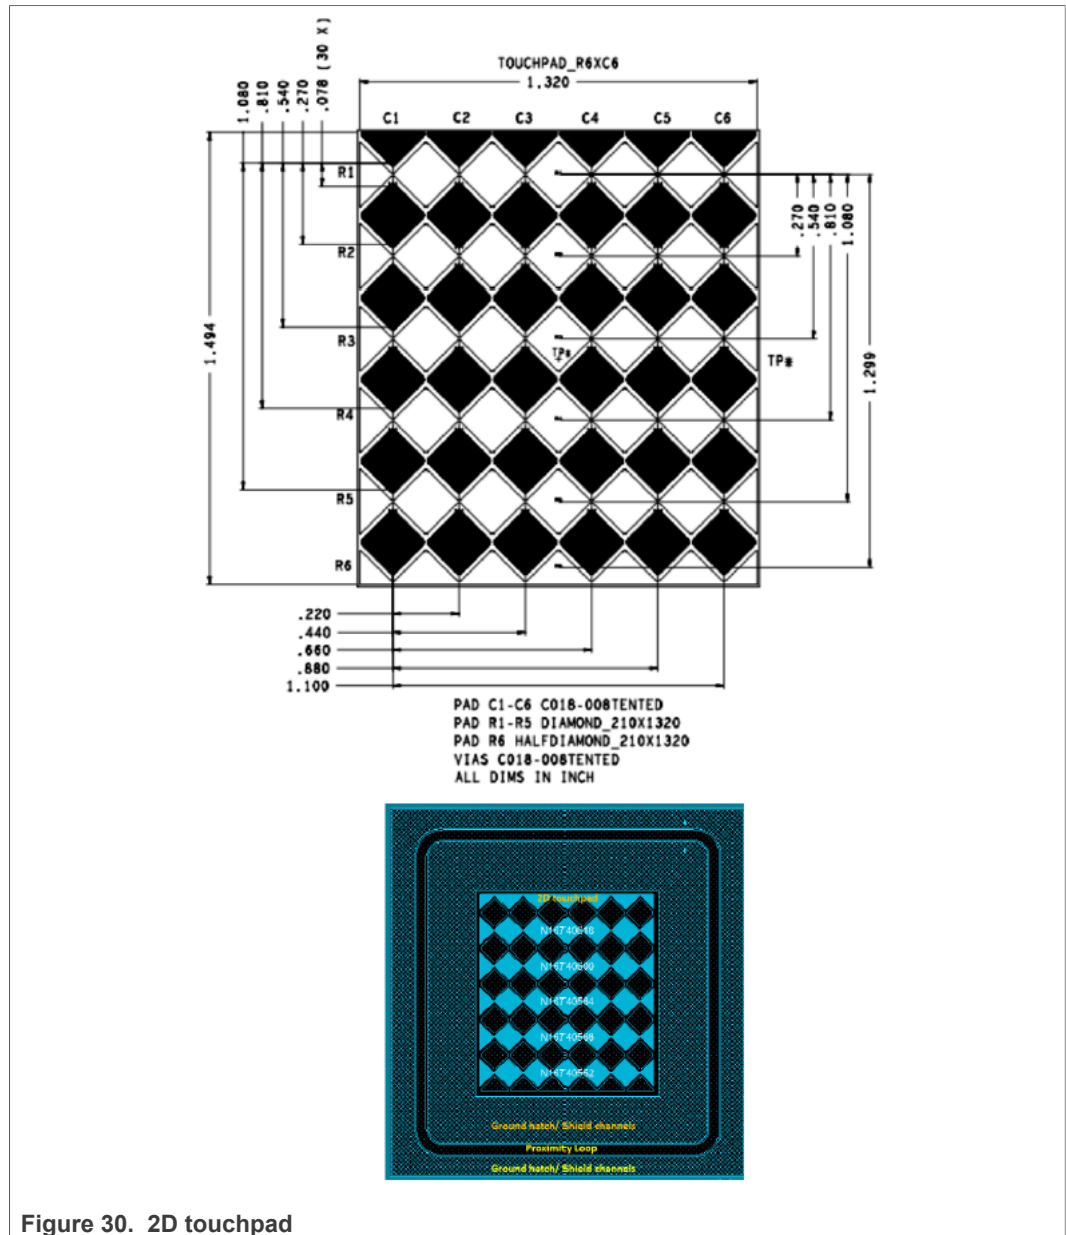 TOUCHPAD_R6XC6
1.320
1.080
.810
.540
.270
.078 (30 X)
C1 C2 C3 C4 C5 C6
R1
R2
R3
R4
R5
R6
1.494
TP*
TP*
.270
.540
.810
1.080
1.299
.220
.440
.660
.880
1.100
PAD C1-C6 C018-008TENTED
PAD R1-R5 DIAMOND_210X1320
PAD R6 HALFDIAMOND_210X1320
VIAS C018-008TENTED
ALL DIMS IN INCH
2D touchpad
Ground hatch/ Shield channels
Proximity Loop
Ground hatch/ Shield channels
Figure 30. 2D touchpad